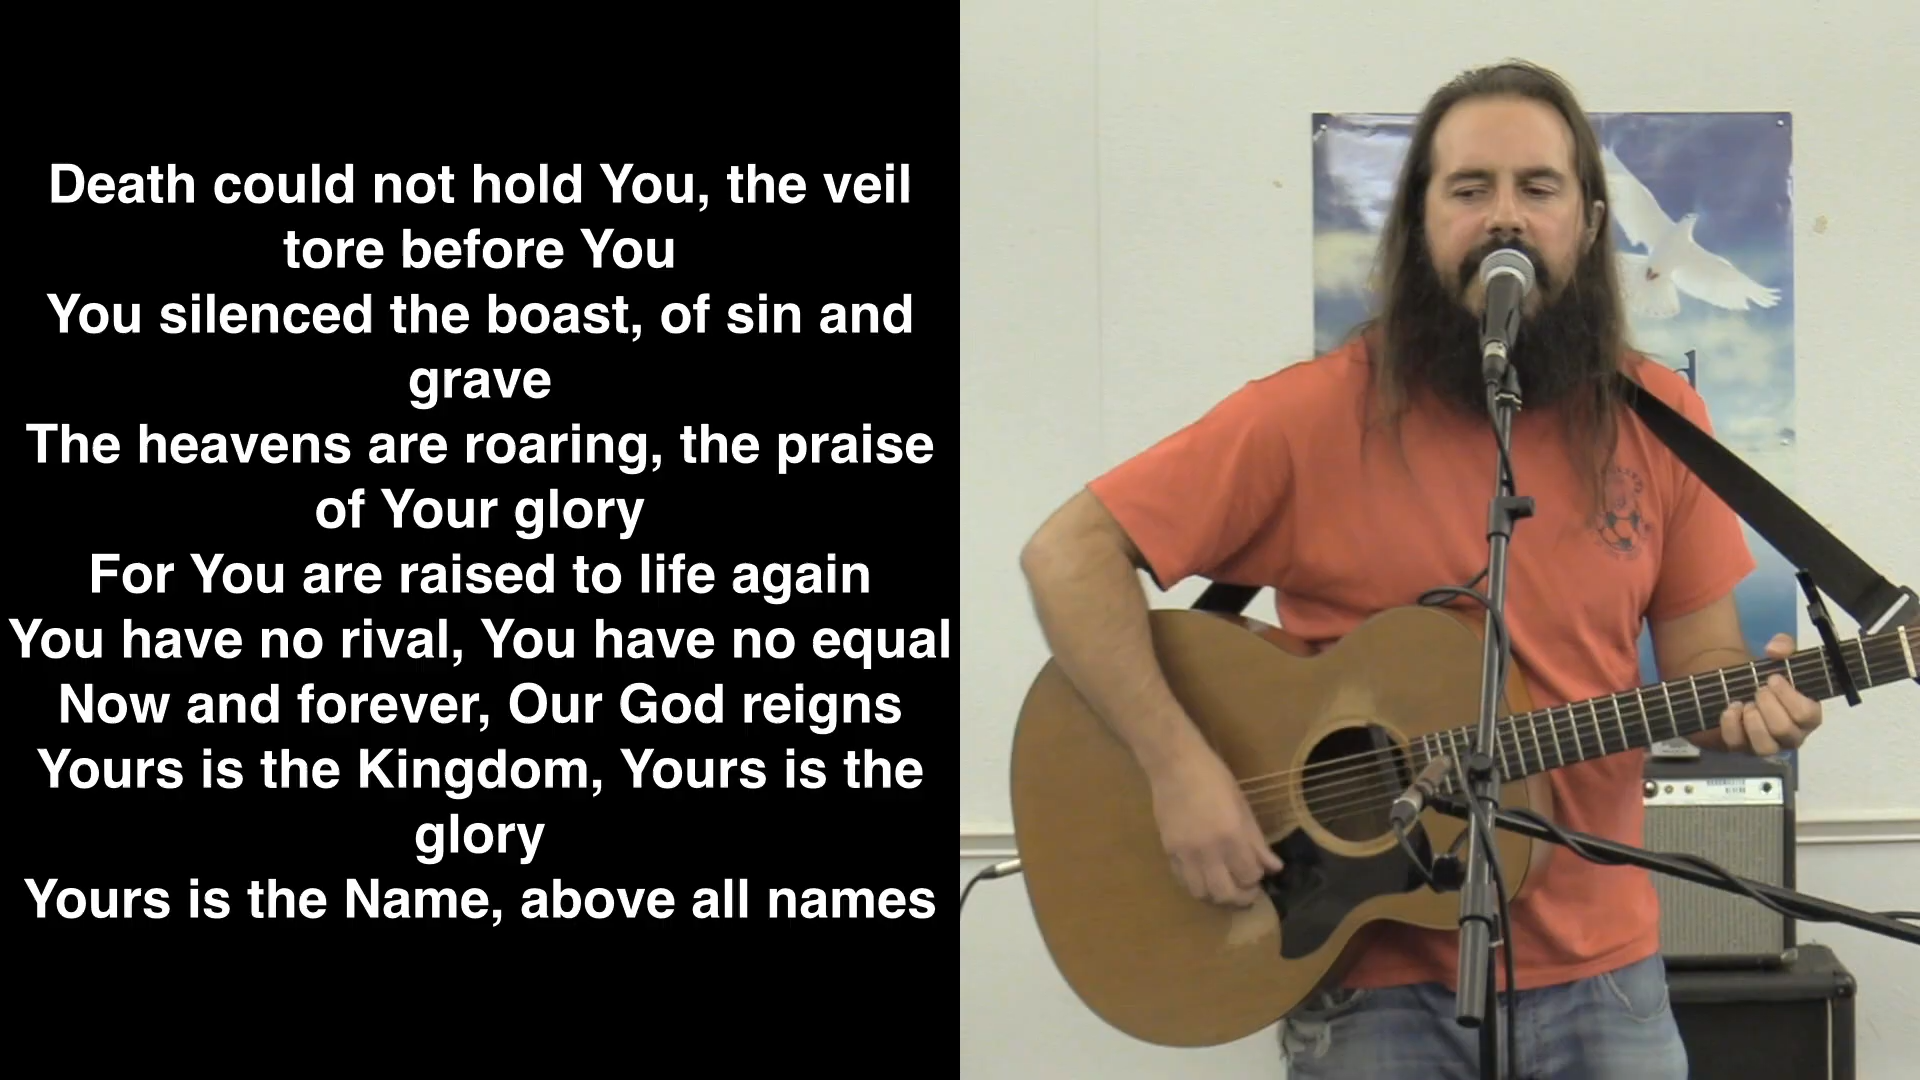 Death could not hold You, the veil
tore before You
You silenced the boast, of sin and
grave
The heavens are roaring, the praise
of Your glory
For You are raised to life again
You have no rival, You have no equal
Now and forever, Our God reigns
Yours is the Kingdom, Yours is the
glory
Yours is the Name, above all names